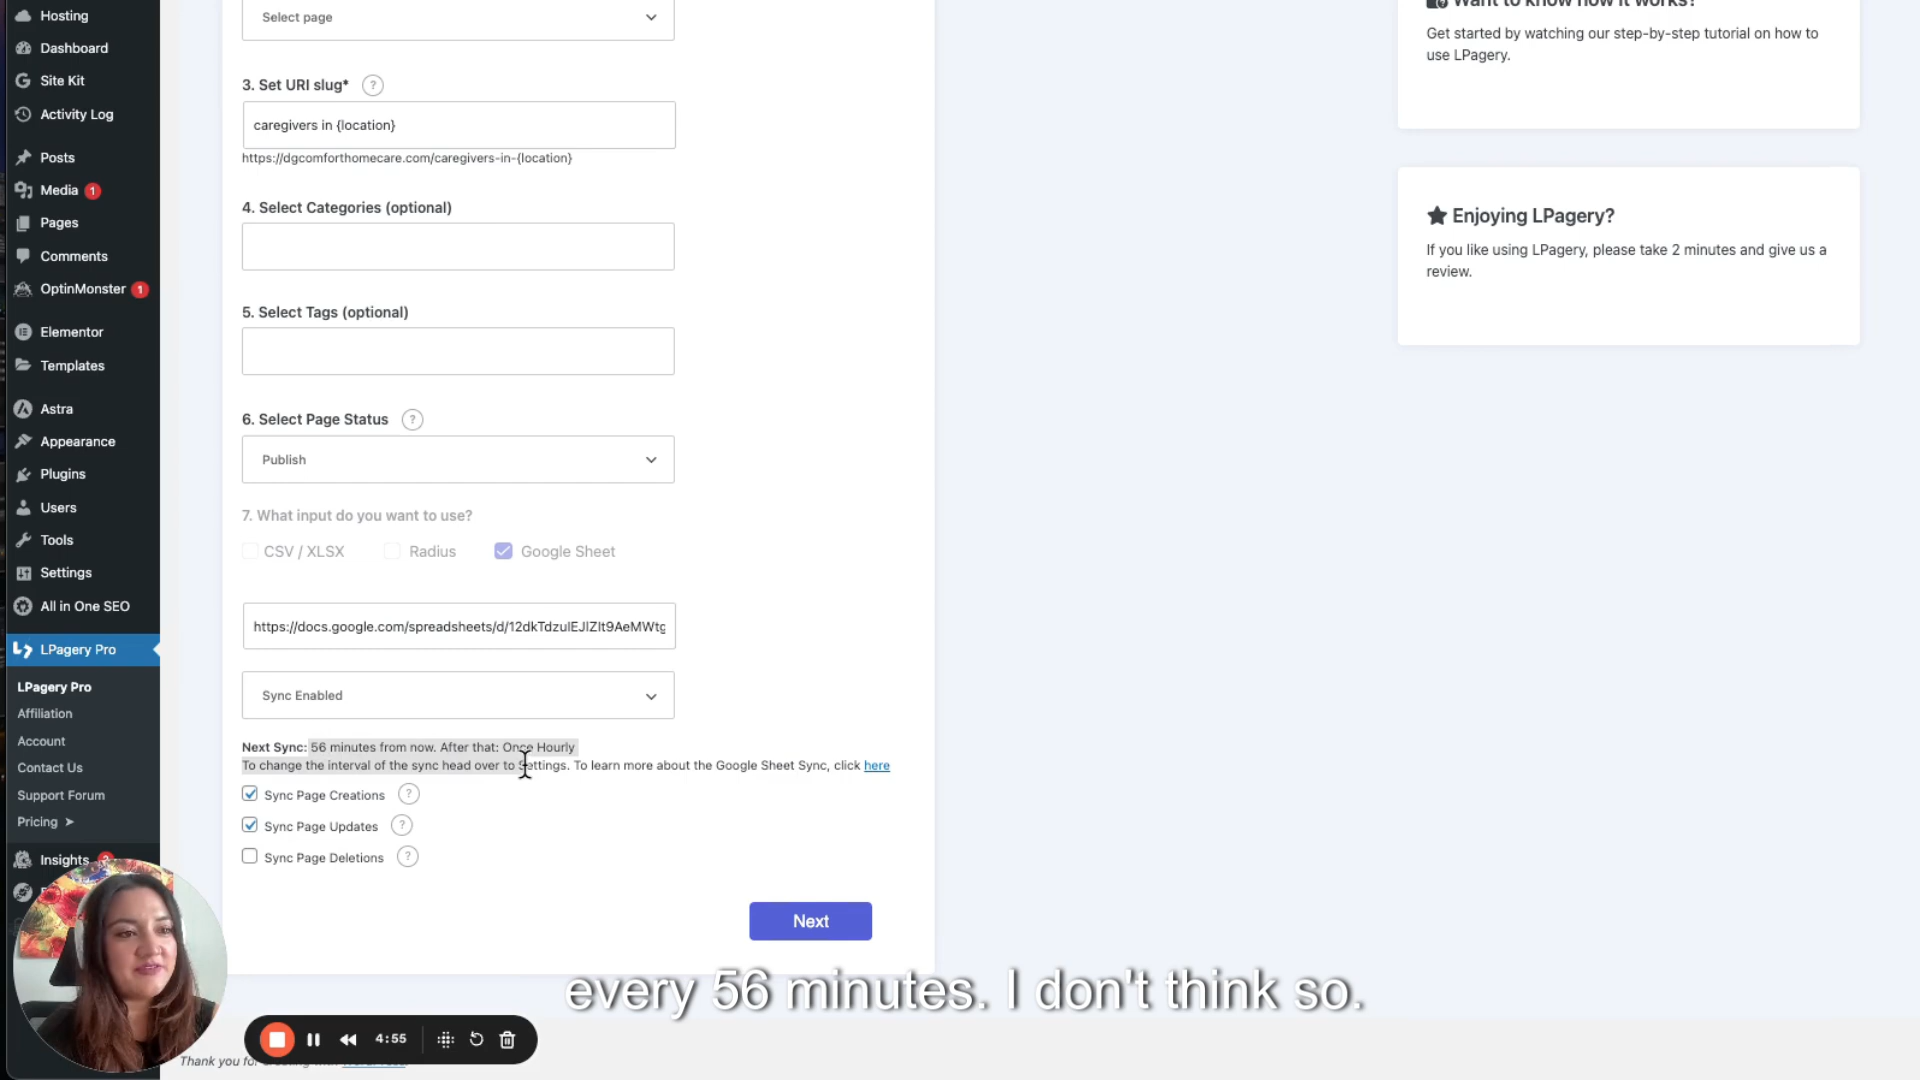 Hosting
Dashboard
Site Kit
Activity Log
Posts
Media 1
Pages
Comments
OptinMonster 1
Elementor
Templates
Astra
Appearance
Plugins
Users
Tools
Settings
All in One SEO
LPagery Pro
LPagery Pro
Affiliation
Account
Contact Us
Support Forum
Pricing ➤
Insights
Select page
3. Set URI slug* ?
caregivers in {location}
https://dgcomforthomecare.com/caregivers-in-{location}
4. Select Categories (optional)
5. Select Tags (optional)
6. Select Page Status ?
Publish
7. What input do you want to use?
CSV / XLSX Radius Google Sheet
Sync Enabled
Next Sync: 56 minutes from now. After that: Once Hourly
To change the interval of the sync head over to Settings. To learn more about the Google Sheet Sync, click here
Sync Page Creations ?
Sync Page Updates ?
Sync Page Deletions ?
Next
Want to know how it works?
Get started by watching our step-by-step tutorial on how to
use LPagery.
Enjoying LPagery?
If you like using LPagery, please take 2 minutes and give us a
review.
every 56 minutes. I don't think so.
4:55
Thank you for